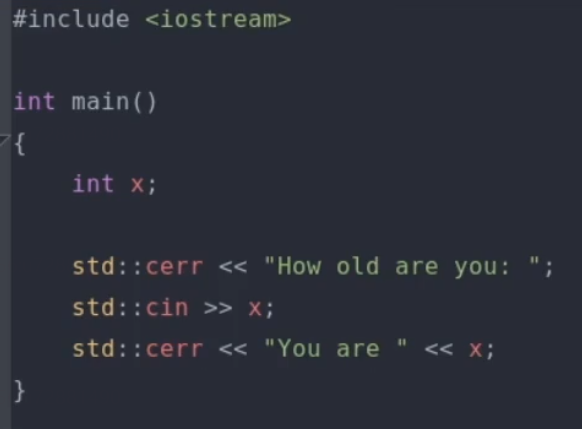 #include <iostream>
int main()
{
    int x;
    std::cerr << "How old are you: ";
    std::cin >> x;
    std::cerr << "You are " << x;
}